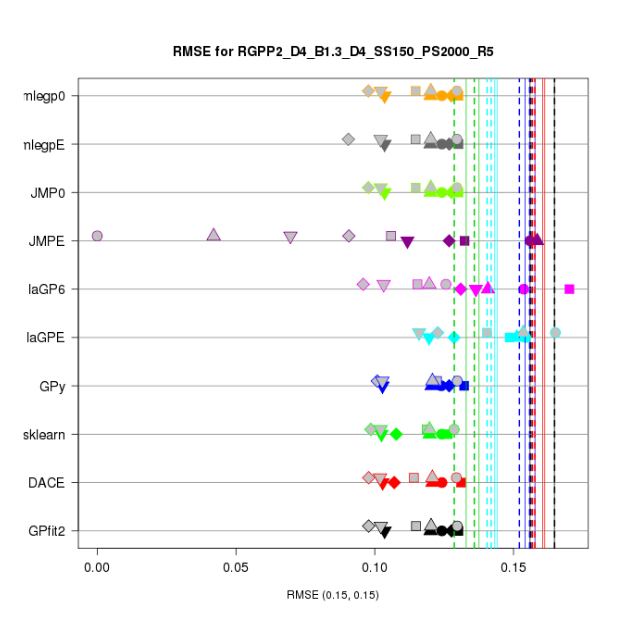 RMSE for RGPP2_D4_B1.3_D4_SS150_PS2000_R5
mlegp0
mlegpE
JMP0
JMPE
laGP6
laGPE
GPy
sklearn
DACE
GPfit2
0.00 0.05 0.10 0.15
RMSE (0.15, 0.15)